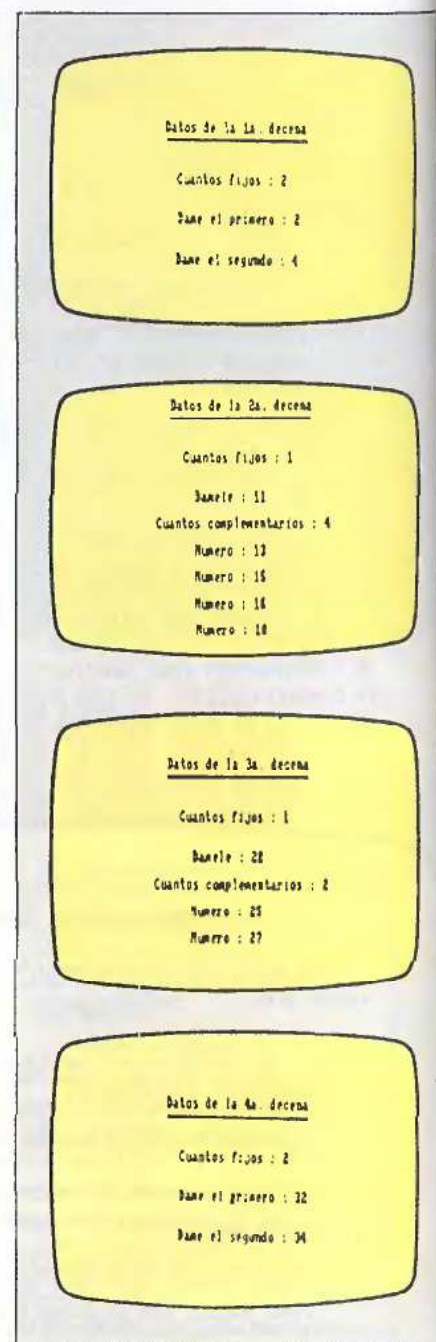 Datos de la 1a. decena
Cuantos fijos : 2
Dame el primero : 2
Dame el segundo : 4
Datos de la 2a. decena
Cuantos fijos : 1
Damele : 11
Cuantos complementarios : 4
Numero : 13
Numero : 15
Numero : 16
Numero : 18
Datos de la 3a. decena
Cuantos fijos : 1
Damele : 22
Cuantos complementarios : 2
Numero : 25
Numero : 27
Datos de la 4a. decena
Cuantos fijos : 2
Dame el primero : 32
Dame el segundo : 34